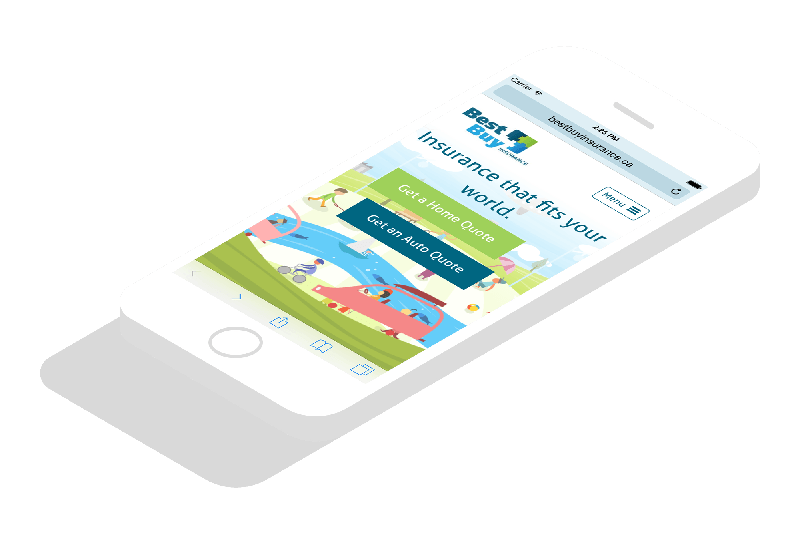 Carrier
2:45 PM
bestbuyinsurance.ca
Best
Buy
INSURANCE
Menu
Insurance that fits your
world.
Get a Home Quote
Get an Auto Quote